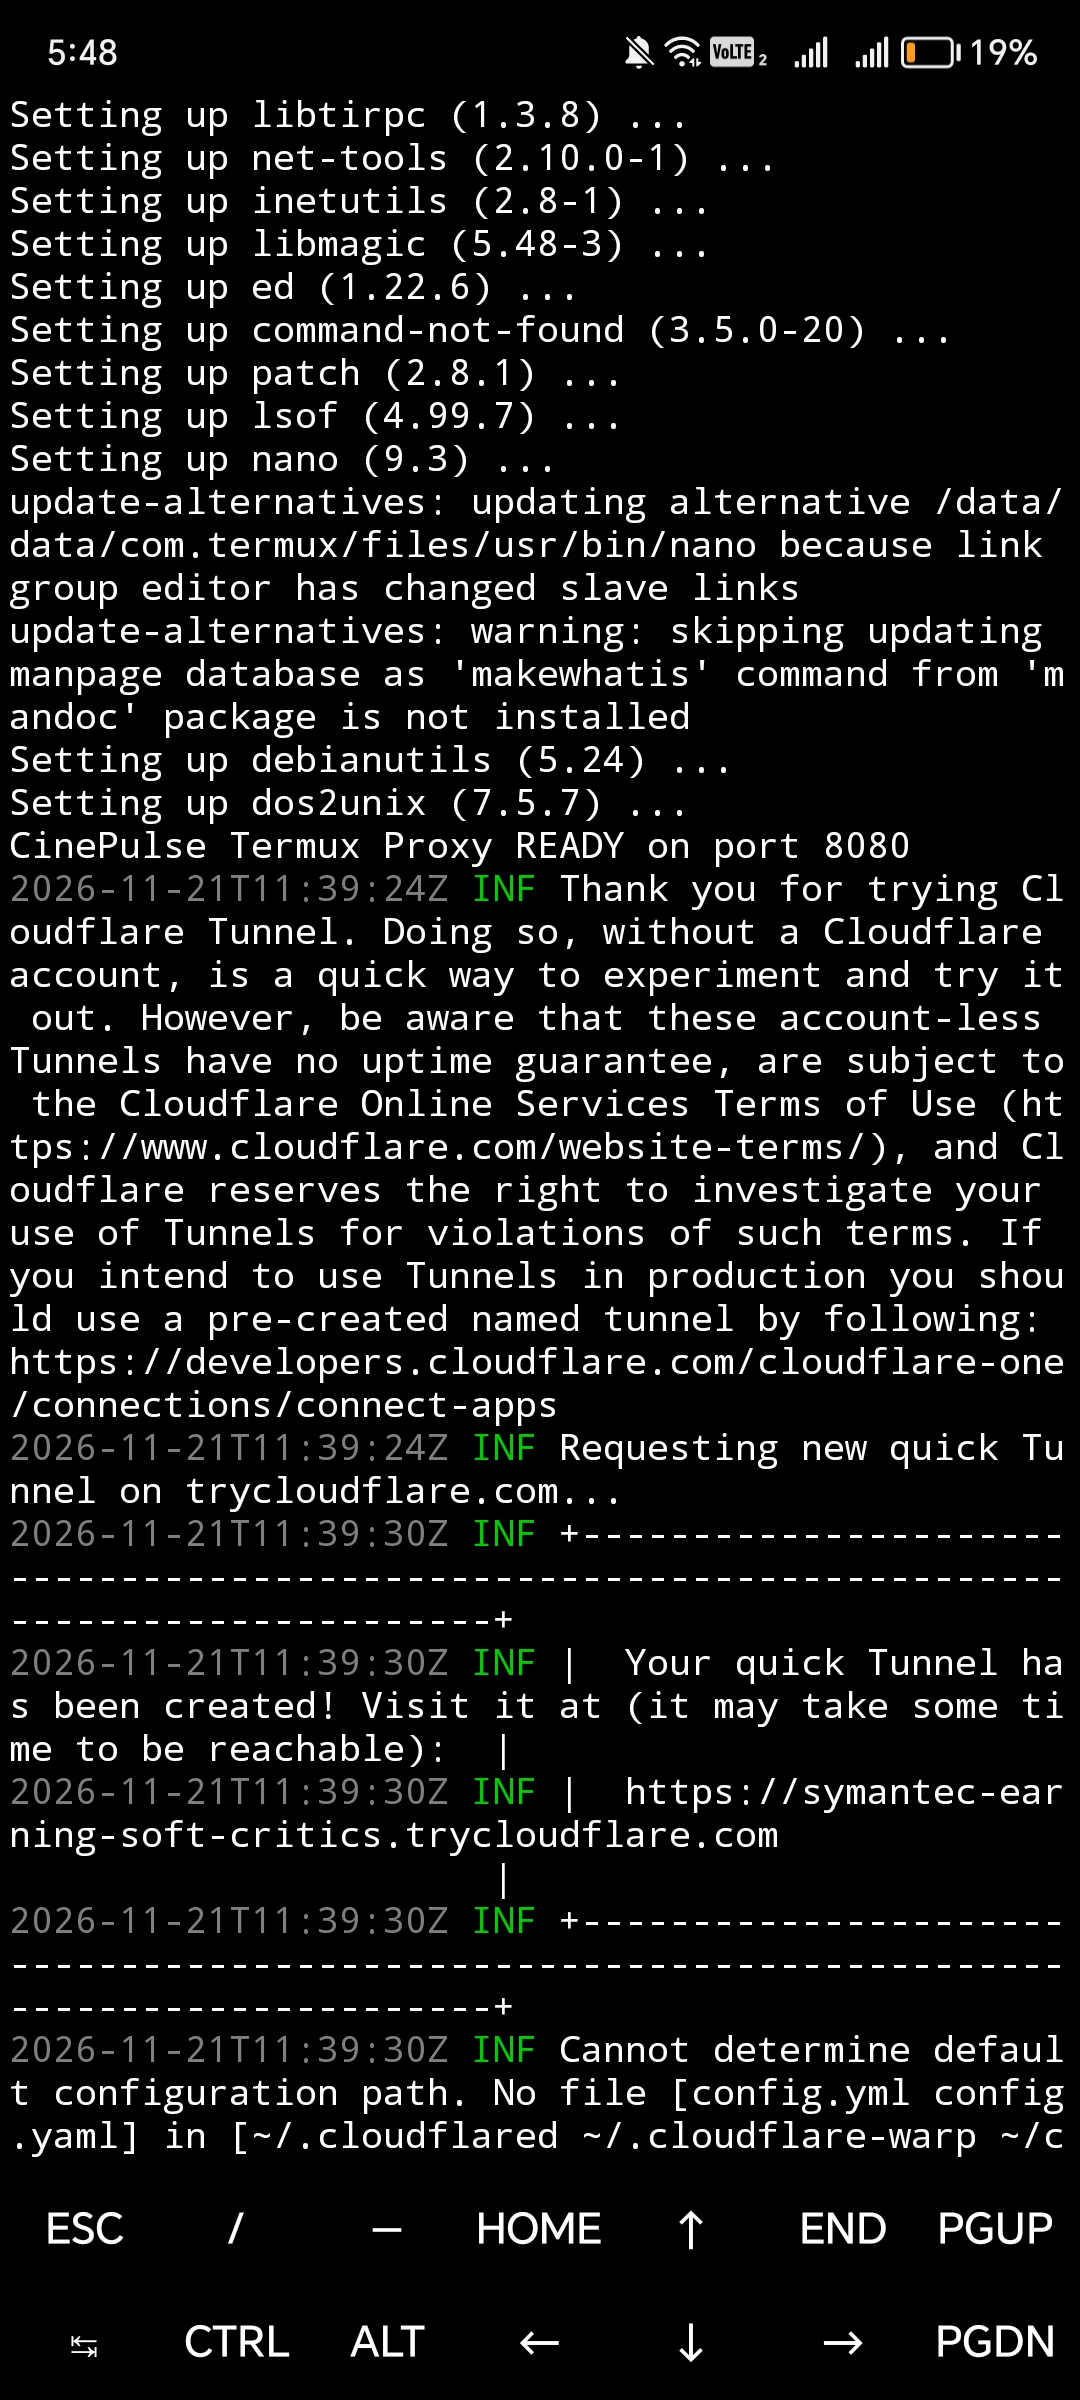 5:48 VoLTE 2 19%
Setting up libtirpc (1.3.8) ...
Setting up net-tools (2.10.0-1) ...
Setting up inetutils (2.8-1) ...
Setting up libmagic (5.48-3) ...
Setting up ed (1.22.6) ...
Setting up command-not-found (3.5.0-20) ...
Setting up patch (2.8.1) ...
Setting up lsof (4.99.7) ...
Setting up nano (9.3) ...
update-alternatives: updating alternative /data/
data/com.termux/files/usr/bin/nano because link
group editor has changed slave links
update-alternatives: warning: skipping updating
manpage database as 'makewhatis' command from 'm
andoc' package is not installed
Setting up debianutils (5.24) ...
Setting up dos2unix (7.5.7) ...
CinePulse Termux Proxy READY on port 8080
2026-11-21T11:39:24Z INF Thank you for trying Cl
oudflare Tunnel. Doing so, without a Cloudflare
account, is a quick way to experiment and try it
 out. However, be aware that these account-less
Tunnels have no uptime guarantee, are subject to
 the Cloudflare Online Services Terms of Use (ht
tps://www.cloudflare.com/website-terms/), and Cl
oudflare reserves the right to investigate your
use of Tunnels for violations of such terms. If
you intend to use Tunnels in production you shou
ld use a pre-created named tunnel by following:
https://developers.cloudflare.com/cloudflare-one
/connections/connect-apps
2026-11-21T11:39:24Z INF Requesting new quick Tu
nnel on trycloudflare.com...
2026-11-21T11:39:30Z INF +----------------------
------------------------------------------------
----------------------+
2026-11-21T11:39:30Z INF |  Your quick Tunnel ha
s been created! Visit it at (it may take some ti
me to be reachable):  |
2026-11-21T11:39:30Z INF |  https://symantec-ear
ning-soft-critics.trycloudflare.com
                      |
2026-11-21T11:39:30Z INF +----------------------
------------------------------------------------
----------------------+
2026-11-21T11:39:30Z INF Cannot determine defaul
t configuration path. No file [config.yml config
.yaml] in [~/.cloudflared ~/.cloudflare-warp ~/c
ESC / — HOME ↑ END PGUP
↹ CTRL ALT ← ↓ → PGDN